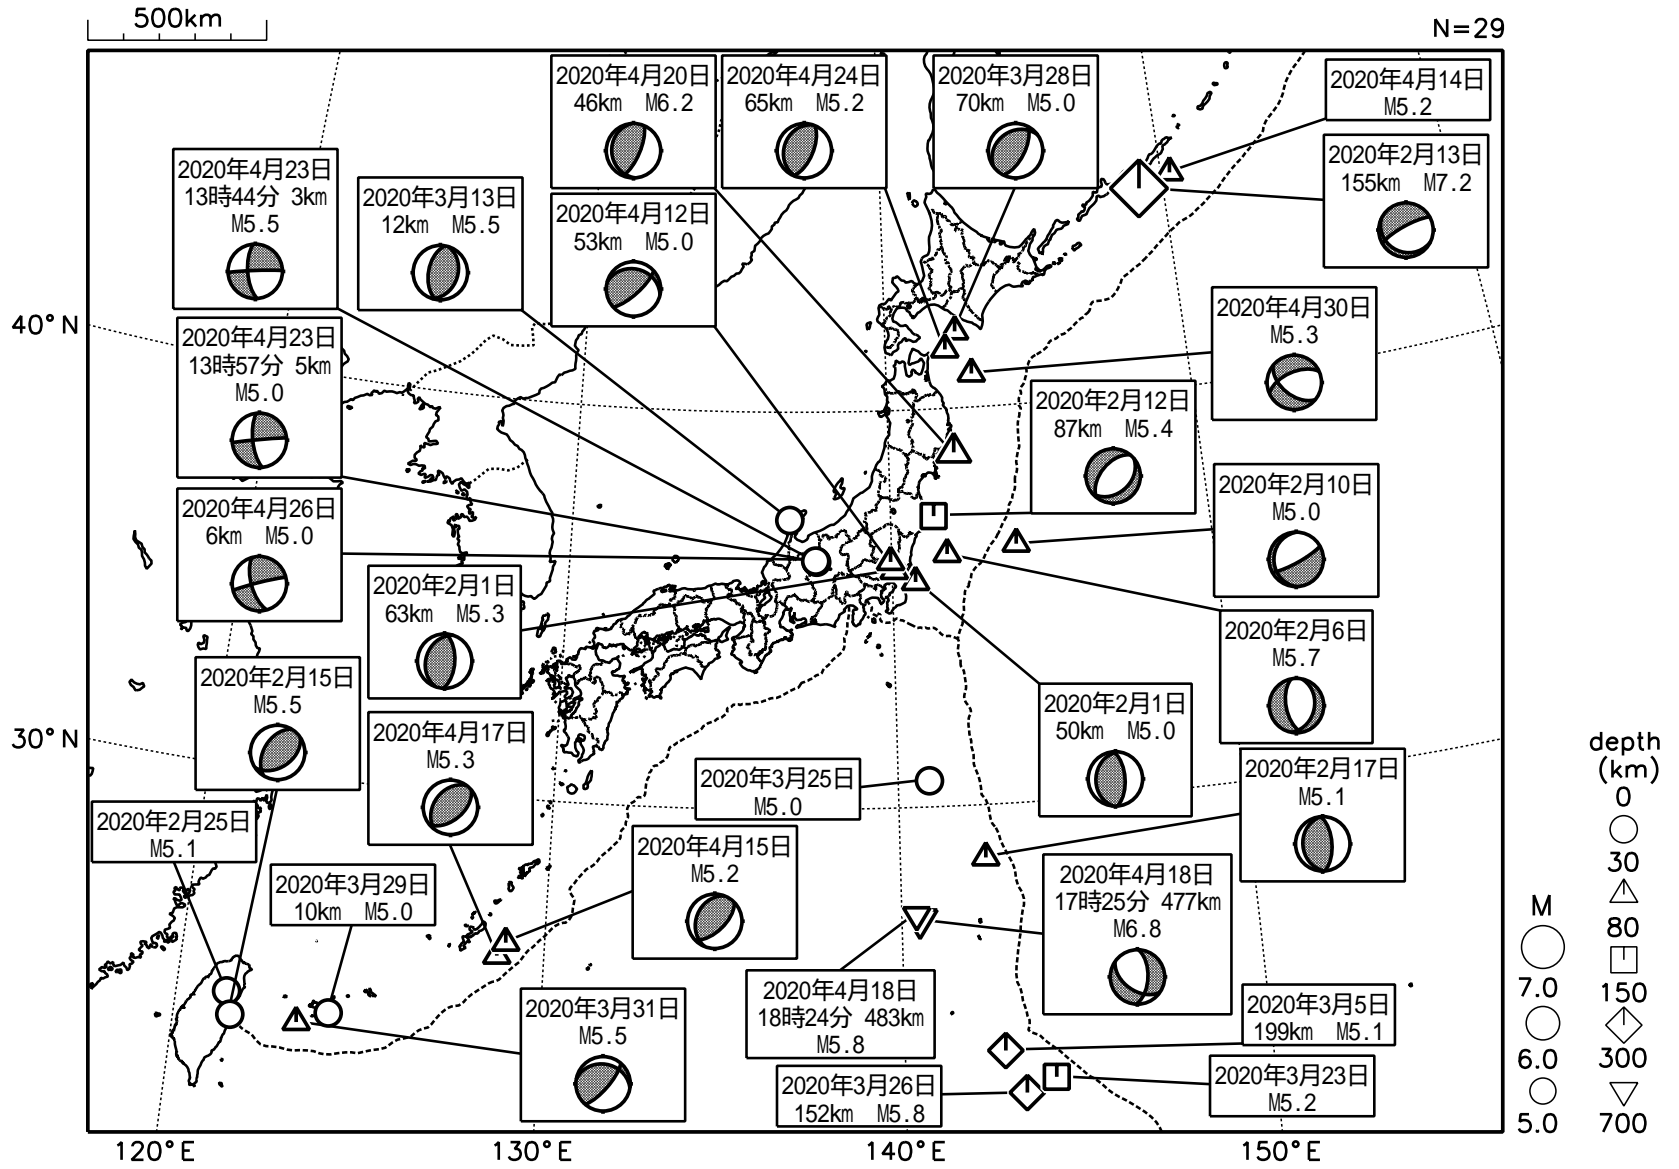 500km
N=29
2020年4月20日
46km M6.2
2020年4月24日
65km M5.2
2020年3月28日
70km M5.0
2020年4月14日
M5.2
2020年2月13日
155km M7.2
2020年4月23日
13時44分 3km
M5.5
2020年3月13日
12km M5.5
2020年4月12日
53km M5.0
40°N
2020年4月23日
13時57分 5km
M5.0
2020年4月30日
M5.3
2020年2月12日
87km M5.4
2020年4月26日
6km M5.0
2020年2月10日
M5.0
2020年2月1日
63km M5.3
2020年2月6日
M5.7
2020年2月15日
M5.5
2020年4月17日
M5.3
2020年2月1日
50km M5.0
30°N
2020年3月25日
M5.0
2020年2月17日
M5.1
2020年2月25日
M5.1
2020年3月29日
10km M5.0
2020年4月15日
M5.2
2020年4月18日
17時25分 477km
M6.8
2020年3月31日
M5.5
2020年4月18日
18時24分 483km
M5.8
2020年3月5日
199km M5.1
2020年3月26日
152km M5.8
2020年3月23日
M5.2
120°E
130°E
140°E
150°E
M
7.0
6.0
5.0
depth
(km)
0
30
80
150
300
700